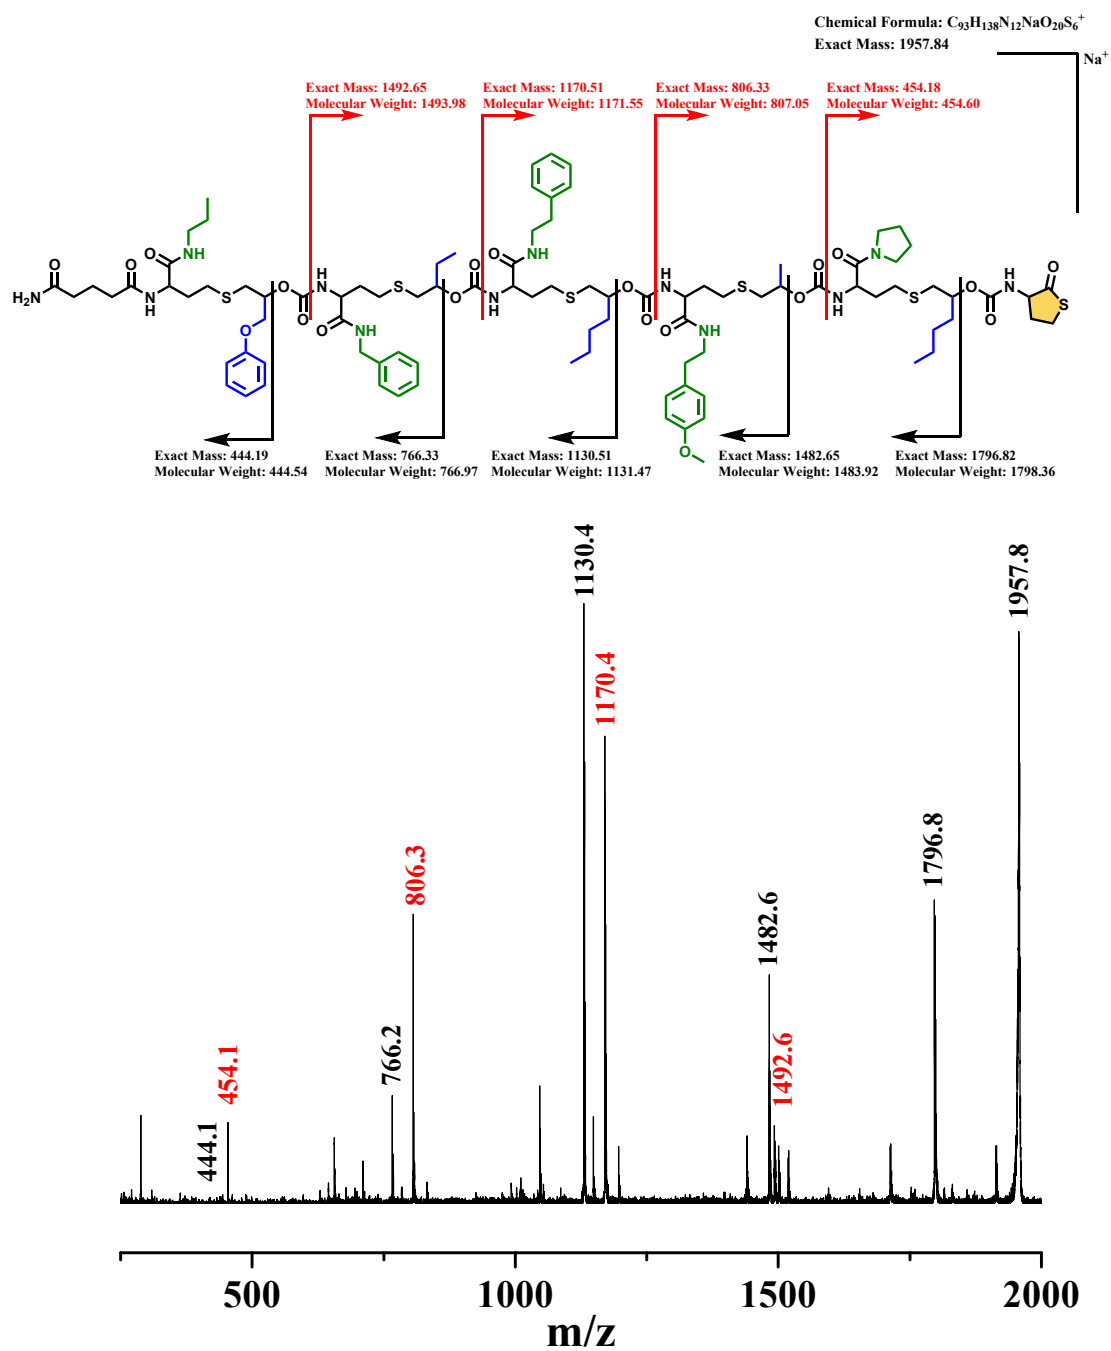 Chemical Formula: C₉₃H₁₃₈N₁₂NaO₂₀S₆⁺
Exact Mass: 1957.84
Na⁺
Exact Mass: 1492.65
Molecular Weight: 1493.98
Exact Mass: 1170.51
Molecular Weight: 1171.55
Exact Mass: 806.33
Molecular Weight: 807.05
Exact Mass: 454.18
Molecular Weight: 454.60
O
NH
O
H₂N
O
N
H
S
O
O
O
H
N
O
NH
S
O
O
N
H
O
NH
S
O
O
H
N
O
NH
O
S
O
O
N
H
O
N
S
O
O
H
N
O
S
Exact Mass: 444.19
Molecular Weight: 444.54
Exact Mass: 766.33
Molecular Weight: 766.97
Exact Mass: 1130.51
Molecular Weight: 1131.47
Exact Mass: 1482.65
Molecular Weight: 1483.92
Exact Mass: 1796.82
Molecular Weight: 1798.36
444.1
454.1
766.2
806.3
1130.4
1170.4
1482.6
1492.6
1796.8
1957.8
500
1000
1500
2000
m/z